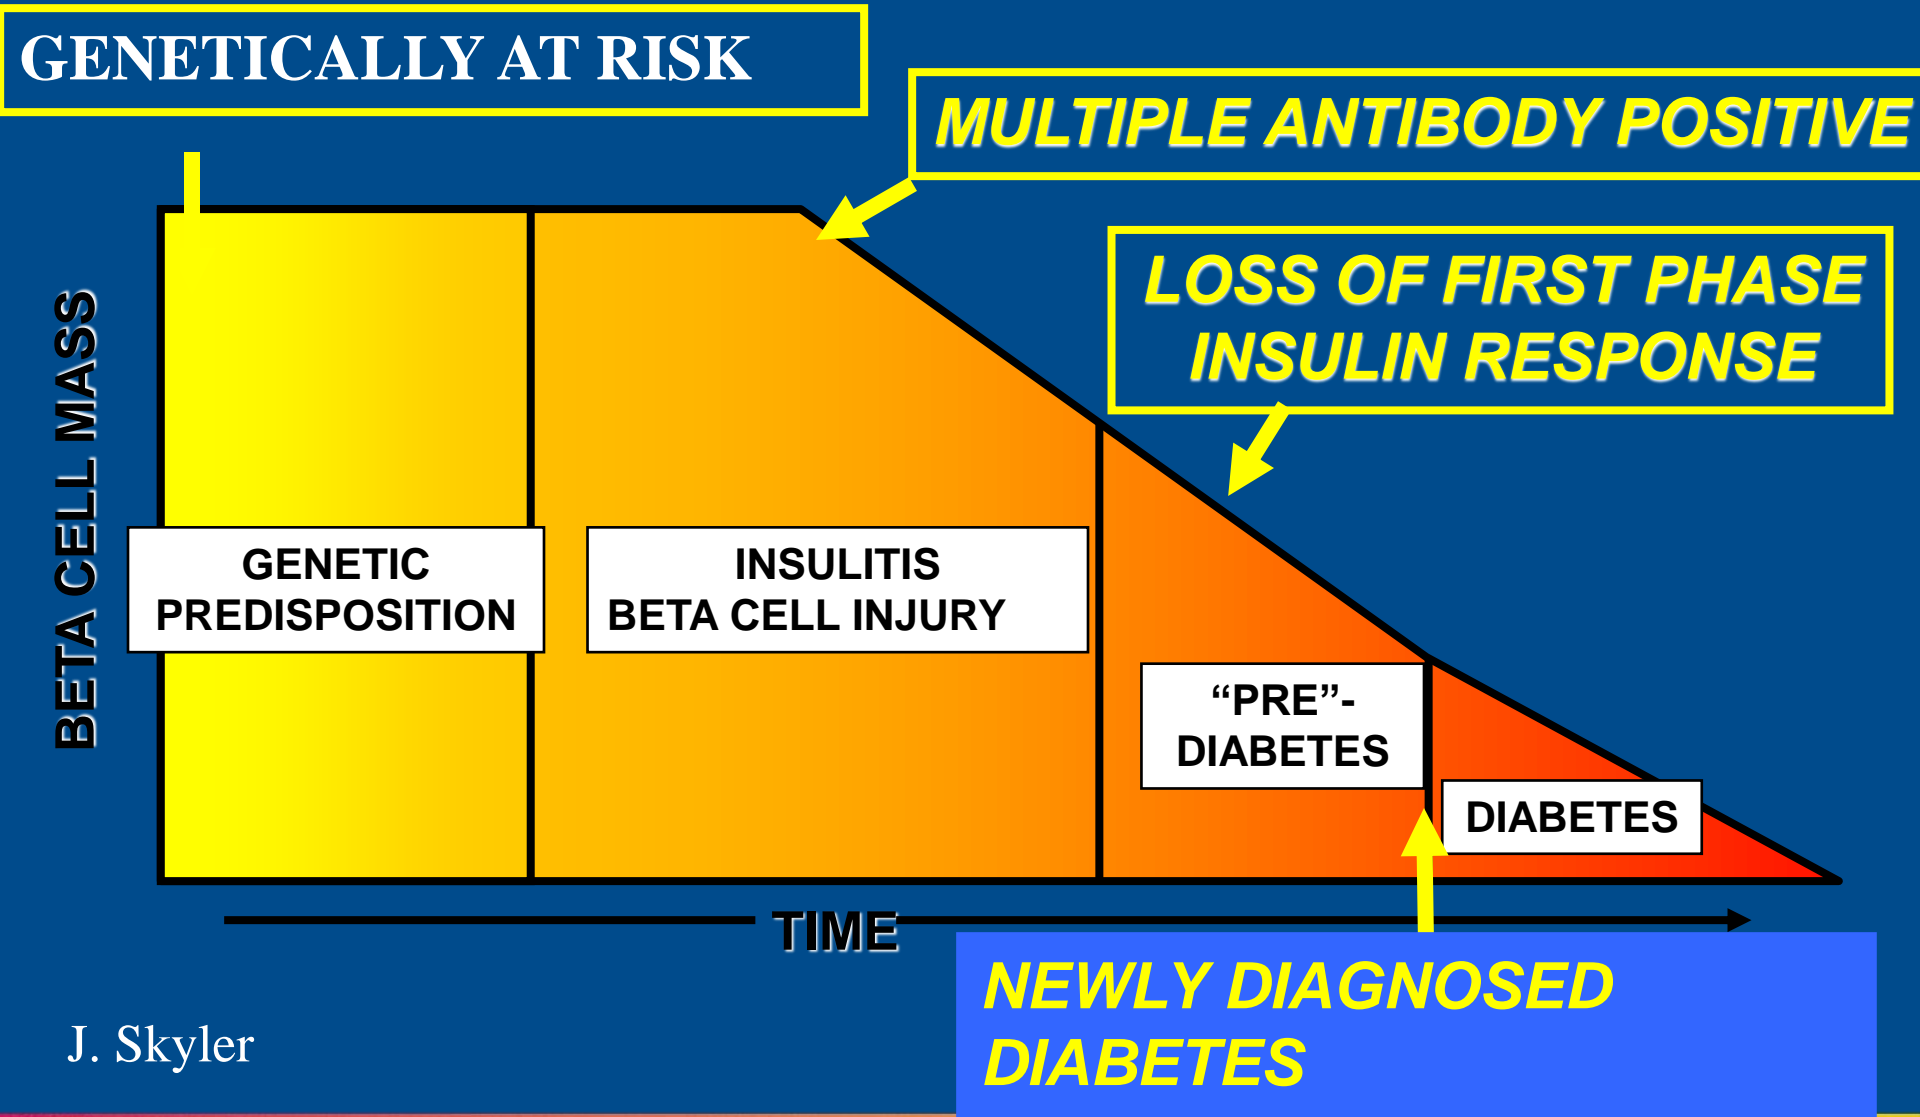 GENETICALLY AT RISK
MULTIPLE ANTIBODY POSITIVE
LOSS OF FIRST PHASE
INSULIN RESPONSE
BETA CELL MASS
GENETIC
PREDISPOSITION
INSULITIS
BETA CELL INJURY
“PRE”-
DIABETES
DIABETES
TIME
NEWLY DIAGNOSED
DIABETES
J. Skyler